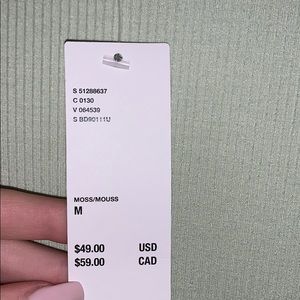 S 51288637
C 0130
V 064539
S BD90111U
MOSS/MOUSS
M
$49.00 USD
$59.00 CAD